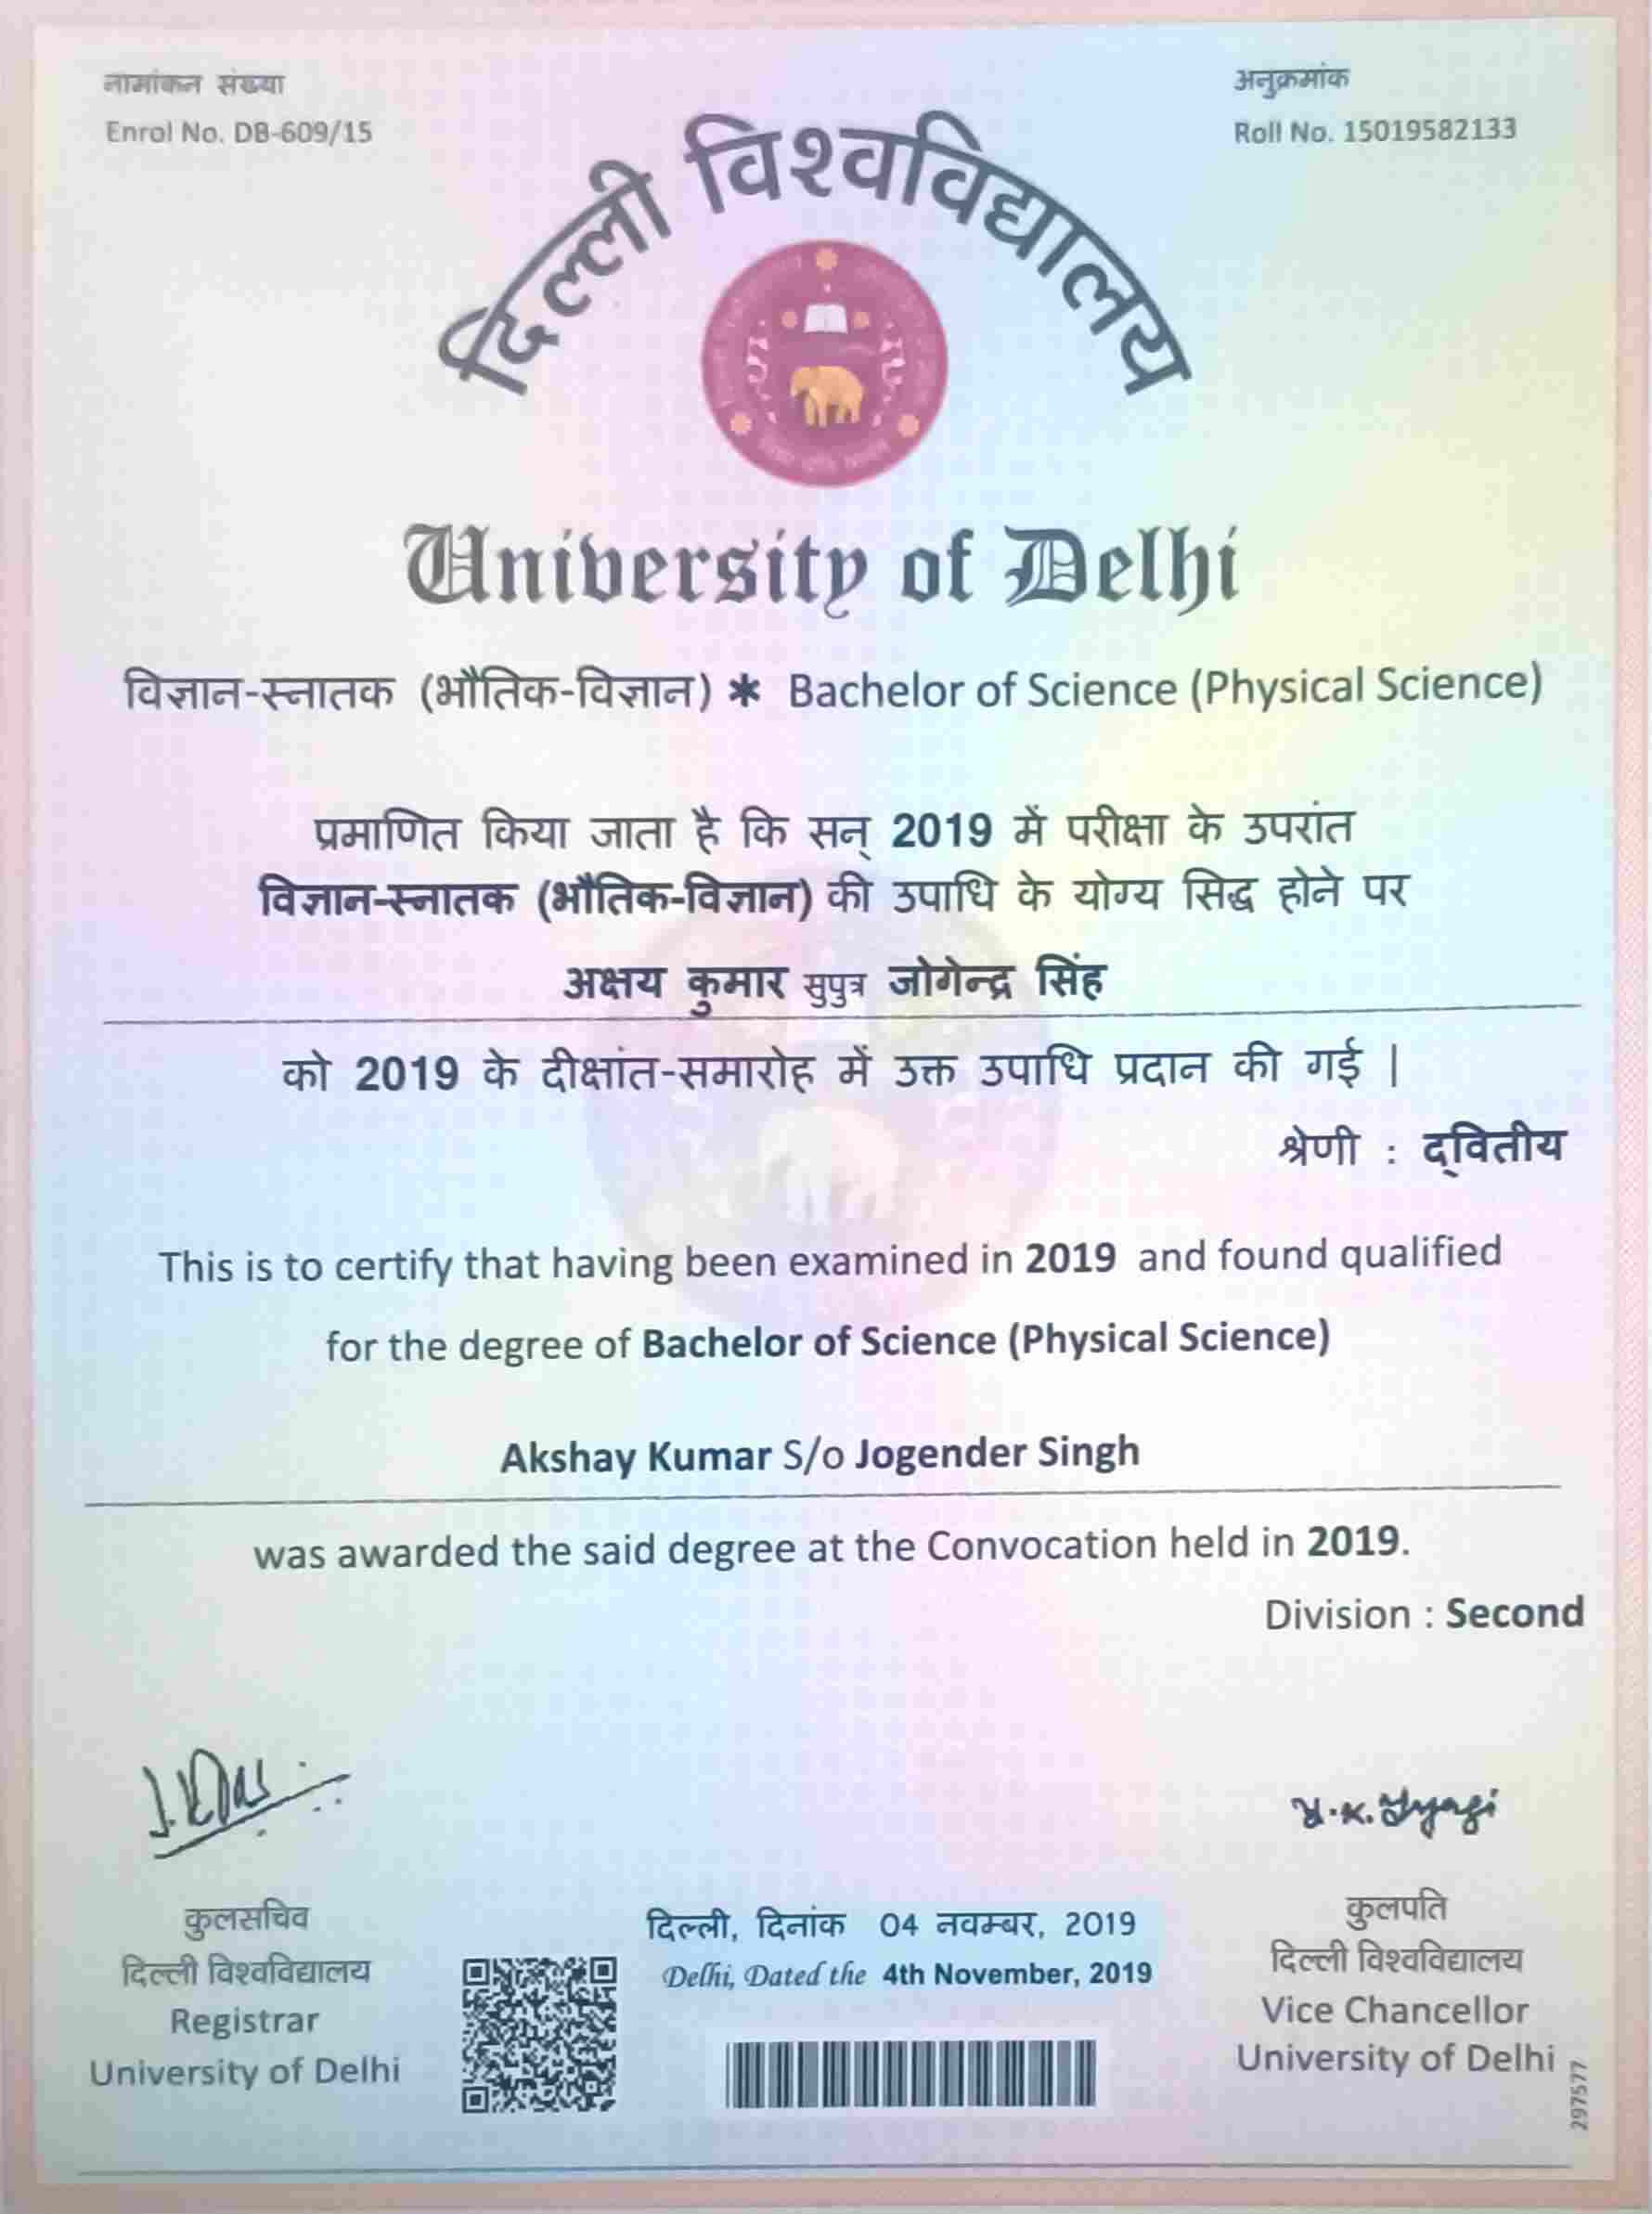 नामांकन संख्या
Enrol No. DB-609/15
अनुक्रमांक
Roll No. 15019582133
दिल्ली विश्वविद्यालय
University of Delhi
विज्ञान-स्नातक (भौतिक-विज्ञान) * Bachelor of Science (Physical Science)
प्रमाणित किया जाता है कि सन् 2019 में परीक्षा के उपरांत
विज्ञान-स्नातक (भौतिक-विज्ञान) की उपाधि के योग्य सिद्ध होने पर
अक्षय कुमार सुपुत्र जोगेन्द्र सिंह
को 2019 के दीक्षांत-समारोह में उक्त उपाधि प्रदान की गई |
श्रेणी : द्वितीय
This is to certify that having been examined in 2019 and found qualified
for the degree of Bachelor of Science (Physical Science)
Akshay Kumar S/o Jogender Singh
was awarded the said degree at the Convocation held in 2019.
Division : Second
कुलसचिव
दिल्ली विश्वविद्यालय
Registrar
University of Delhi
दिल्ली, दिनांक 04 नवम्बर, 2019
Delhi, Dated the 4th November, 2019
कुलपति
दिल्ली विश्वविद्यालय
Vice Chancellor
University of Delhi
297577